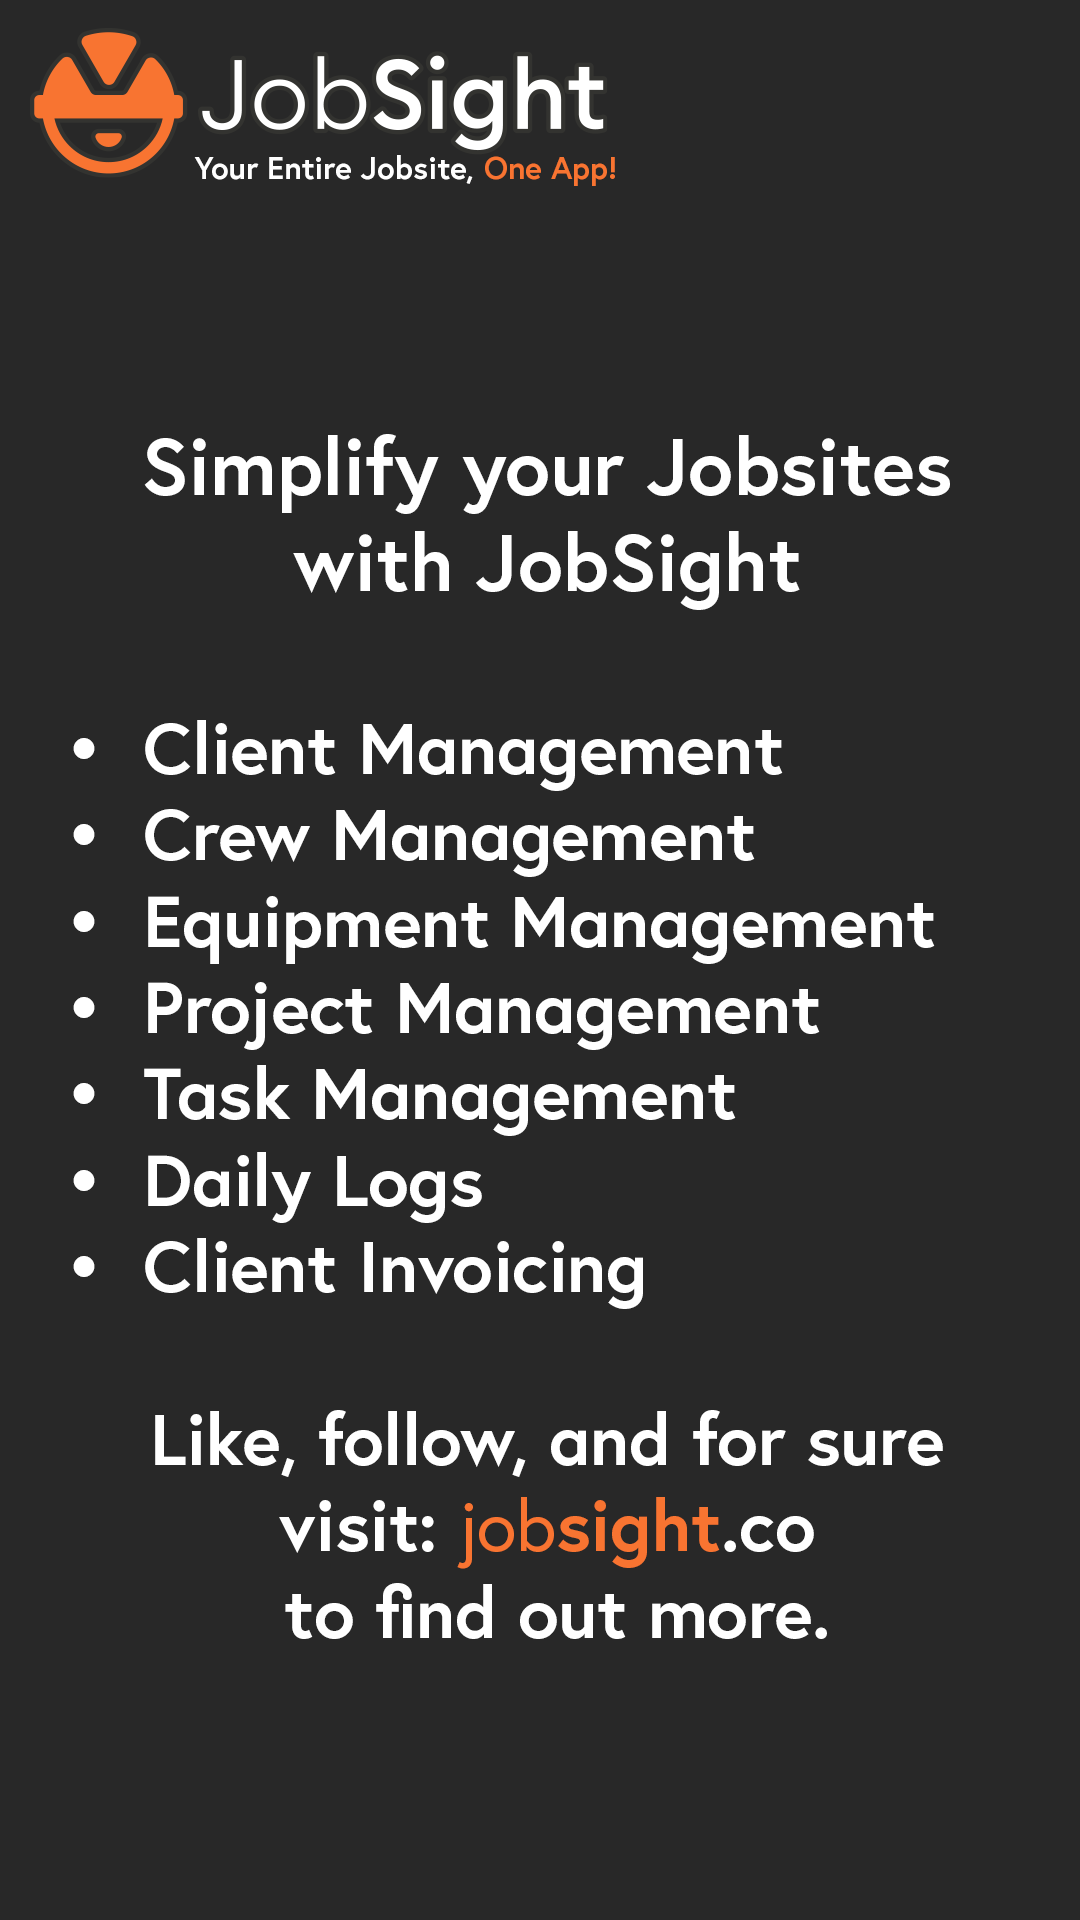 JobSight
Your Entire Jobsite, One App!
Simplify your Jobsites
with JobSight
• Client Management
• Crew Management
• Equipment Management
• Project Management
• Task Management
• Daily Logs
• Client Invoicing
Like, follow, and for sure
visit: jobsight.co
to find out more.